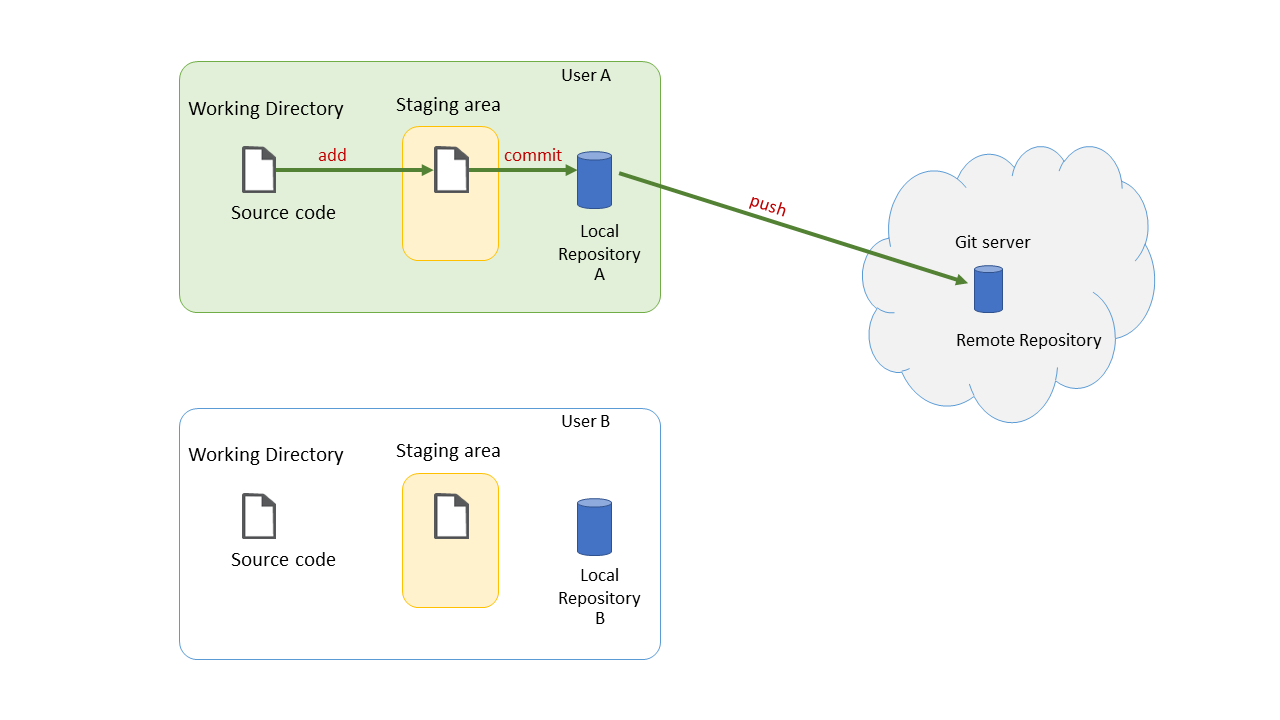 User A
Working Directory
Staging area
add
commit
Source code
Local
Repository
A
push
Git server
Remote Repository
User B
Working Directory
Staging area
Source code
Local
Repository
B